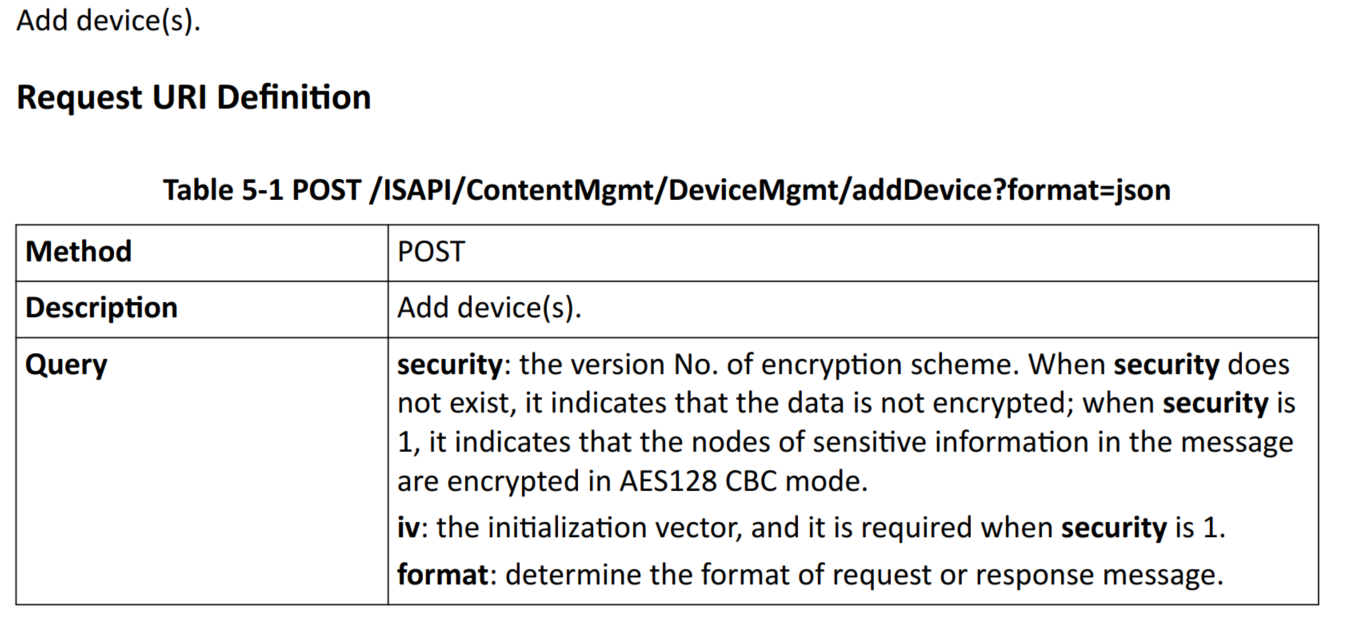 Add device(s).
Request URI Definition
Table 5-1 POST /ISAPI/ContentMgmt/DeviceMgmt/addDevice?format=json
Method POST
Description Add device(s).
Query security: the version No. of encryption scheme. When security does
not exist, it indicates that the data is not encrypted; when security is
1, it indicates that the nodes of sensitive information in the message
are encrypted in AES128 CBC mode.
iv: the initialization vector, and it is required when security is 1.
format: determine the format of request or response message.